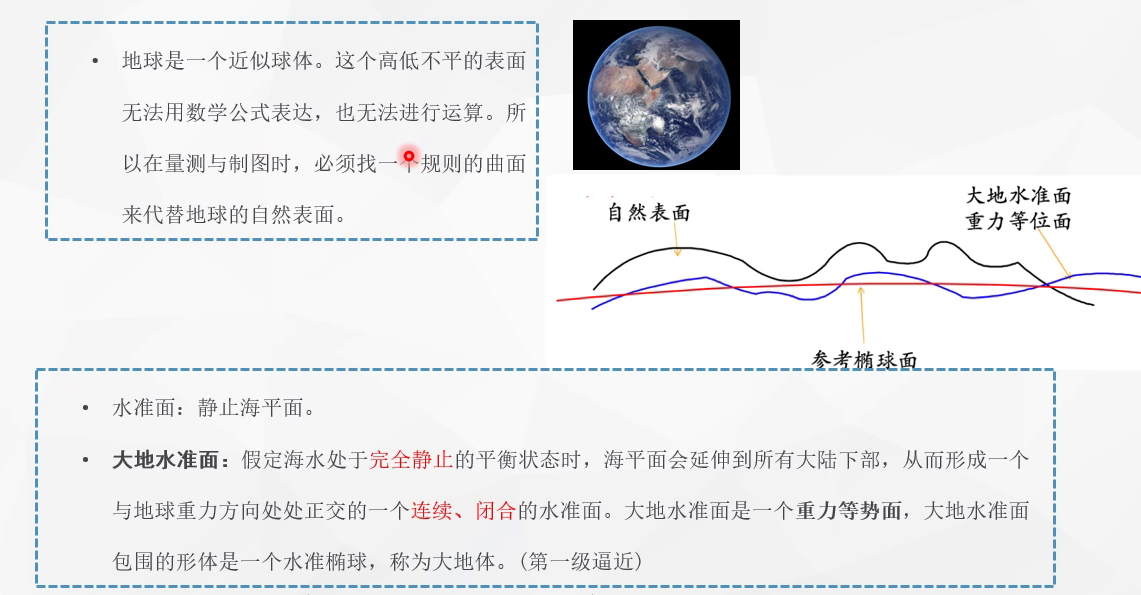 • 地球是一个近似球体。这个高低不平的表面
无法用数学公式表达，也无法进行运算。所
以在量测与制图时，必须找一个规则的曲面
来代替地球的自然表面。
自然表面
大地水准面
重力等位面
参考椭球面
• 水准面：静止海平面。
• 大地水准面：假定海水处于完全静止的平衡状态时，海平面会延伸到所有大陆下部，从而形成一个
与地球重力方向处处正交的一个连续、闭合的水准面。大地水准面是一个重力等势面，大地水准面
包围的形体是一个水准椭球，称为大地体。(第一级逼近)